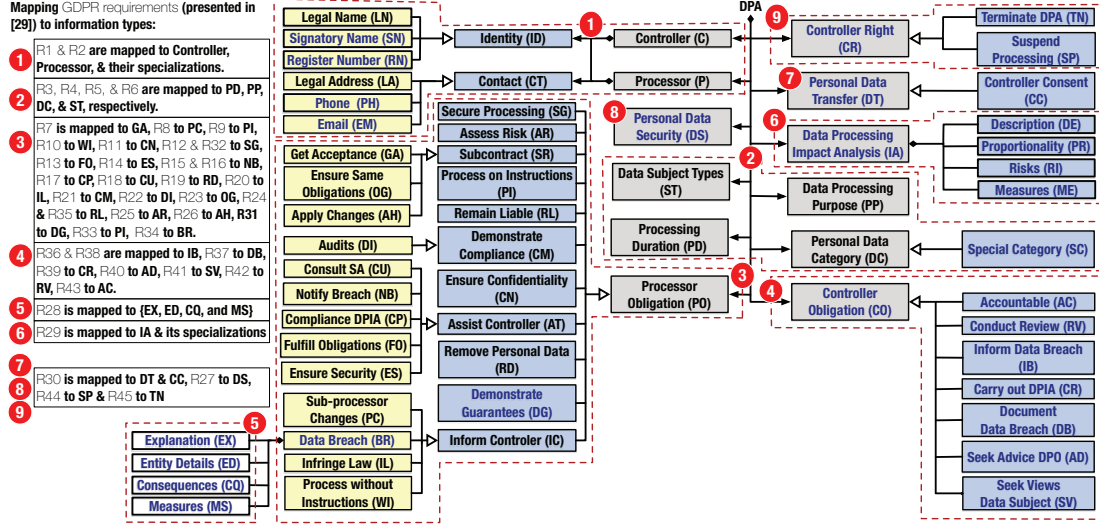 Mapping GDPR requirements (presented in
[29]) to information types:
1
R1 & R2 are mapped to Controller,
Processor, & their specializations.
2
R3, R4, R5, & R6 are mapped to PD, PP,
DC, & ST, respectively.
3
R7 is mapped to GA, R8 to PC, R9 to PI,
R10 to WI, R11 to CN, R12 & R32 to SG,
R13 to FO, R14 to ES, R15 & R16 to NB,
R17 to CP, R18 to CU, R19 to RD, R20 to
IL, R21 to CM, R22 to DI, R23 to OG, R24
& R35 to RL, R25 to AR, R26 to AH, R31
to DG, R33 to PI, R34 to BR.
4
R36 & R38 are mapped to IB, R37 to DB,
R39 to CR, R40 to AD, R41 to SV, R42 to
RV, R43 to AC.
5
R28 is mapped to {EX, ED, CQ, and MS}
6
R29 is mapped to IA & its specializations
7
8
9
R30 is mapped to DT & CC, R27 to DS,
R44 to SP & R45 to TN
Legal Name (LN)
Signatory Name (SN)
Register Number (RN)
Legal Address (LA)
Phone (PH)
Email (EM)
Identity (ID)
Contact (CT)
1
Controller (C)
Processor (P)
DPA
9
Controller Right
(CR)
Terminate DPA (TN)
Suspend
Processing (SP)
7
Personal Data
Transfer (DT)
Controller Consent
(CC)
8
Personal Data
Security (DS)
6
Data Processing
Impact Analysis (IA)
Description (DE)
Proportionality (PR)
Risks (RI)
Measures (ME)
2
Data Subject Types
(ST)
Data Processing
Purpose (PP)
Processing
Duration (PD)
Personal Data
Category (DC)
Special Category (SC)
3
Processor
Obligation (PO)
4
Controller
Obligation (CO)
Accountable (AC)
Conduct Review (RV)
Inform Data Breach
(IB)
Carry out DPIA (CR)
Document
Data Breach (DB)
Seek Advice DPO (AD)
Seek Views
Data Subject (SV)
Secure Processing (SG)
Assess Risk (AR)
Subcontract (SR)
Process on Instructions
(PI)
Remain Liable (RL)
Demonstrate
Compliance (CM)
Ensure Confidentiality
(CN)
Assist Controller (AT)
Remove Personal Data
(RD)
Demonstrate
Guarantees (DG)
Inform Controler (IC)
Get Acceptance (GA)
Ensure Same
Obligations (OG)
Apply Changes (AH)
Audits (DI)
Consult SA (CU)
Notify Breach (NB)
Compliance DPIA (CP)
Fulfill Obligations (FO)
Ensure Security (ES)
Sub-processor
Changes (PC)
Data Breach (BR)
Infringe Law (IL)
Process without
Instructions (WI)
5
Explanation (EX)
Entity Details (ED)
Consequences (CQ)
Measures (MS)